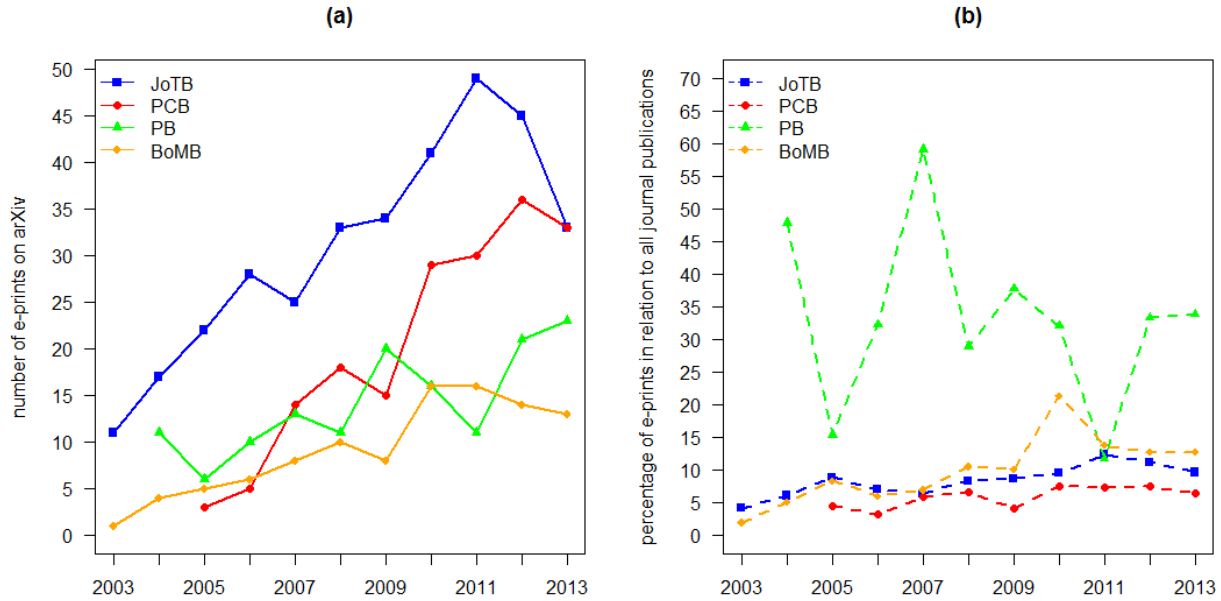 (a)
number of e-prints on arXiv
50
45
40
35
30
25
20
15
10
5
0
JoTB
PCB
PB
BoMB
2003 2005 2007 2009 2011 2013
(b)
percentage of e-prints in relation to all journal publications
70
65
60
55
50
45
40
35
30
25
20
15
10
5
0
JoTB
PCB
PB
BoMB
2003 2005 2007 2009 2011 2013